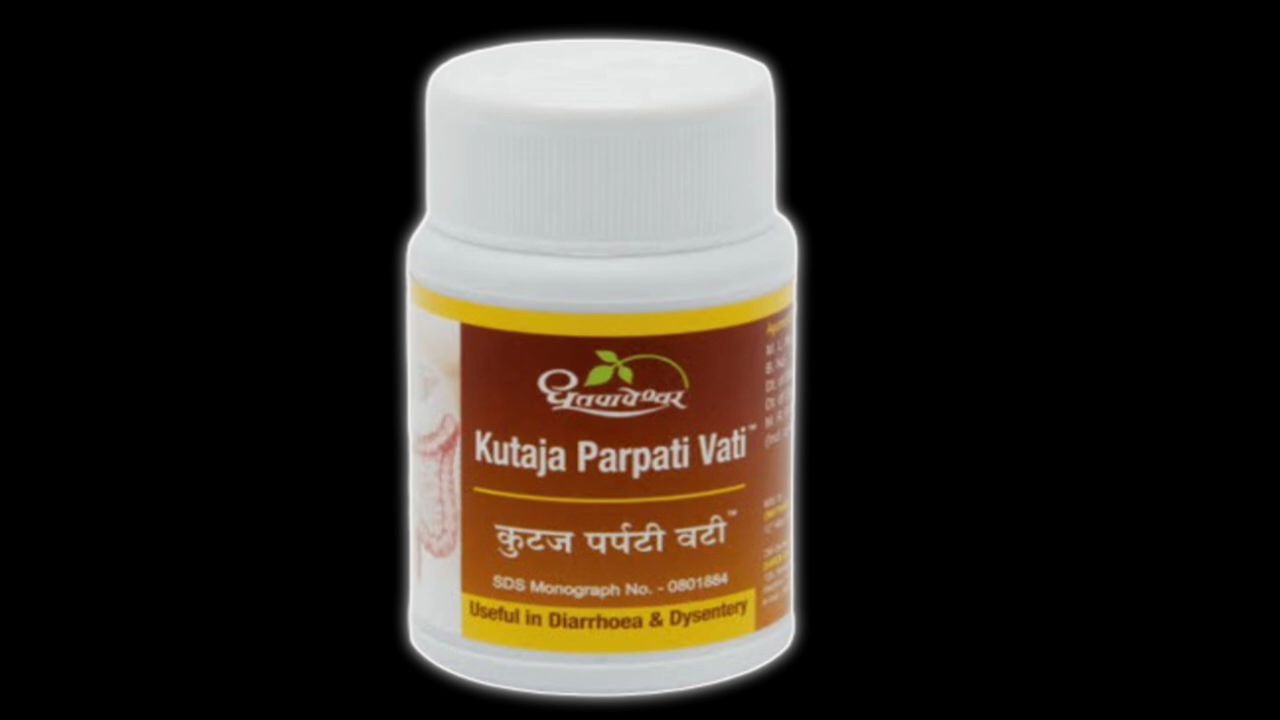 धूतपापेश्वर
Kutaja Parpati Vati™
कुटज पर्पटी वटी™
SDS Monograph No. - 0801884
Useful in Diarrhoea & Dysentery